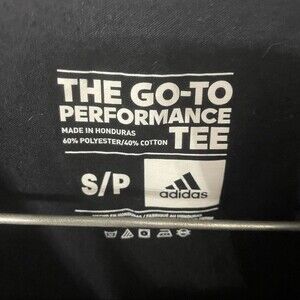 THE GO-TO
PERFORMANCE
MADE IN HONDURAS
60% POLYESTER/40% COTTON
TEE
S/P
adidas